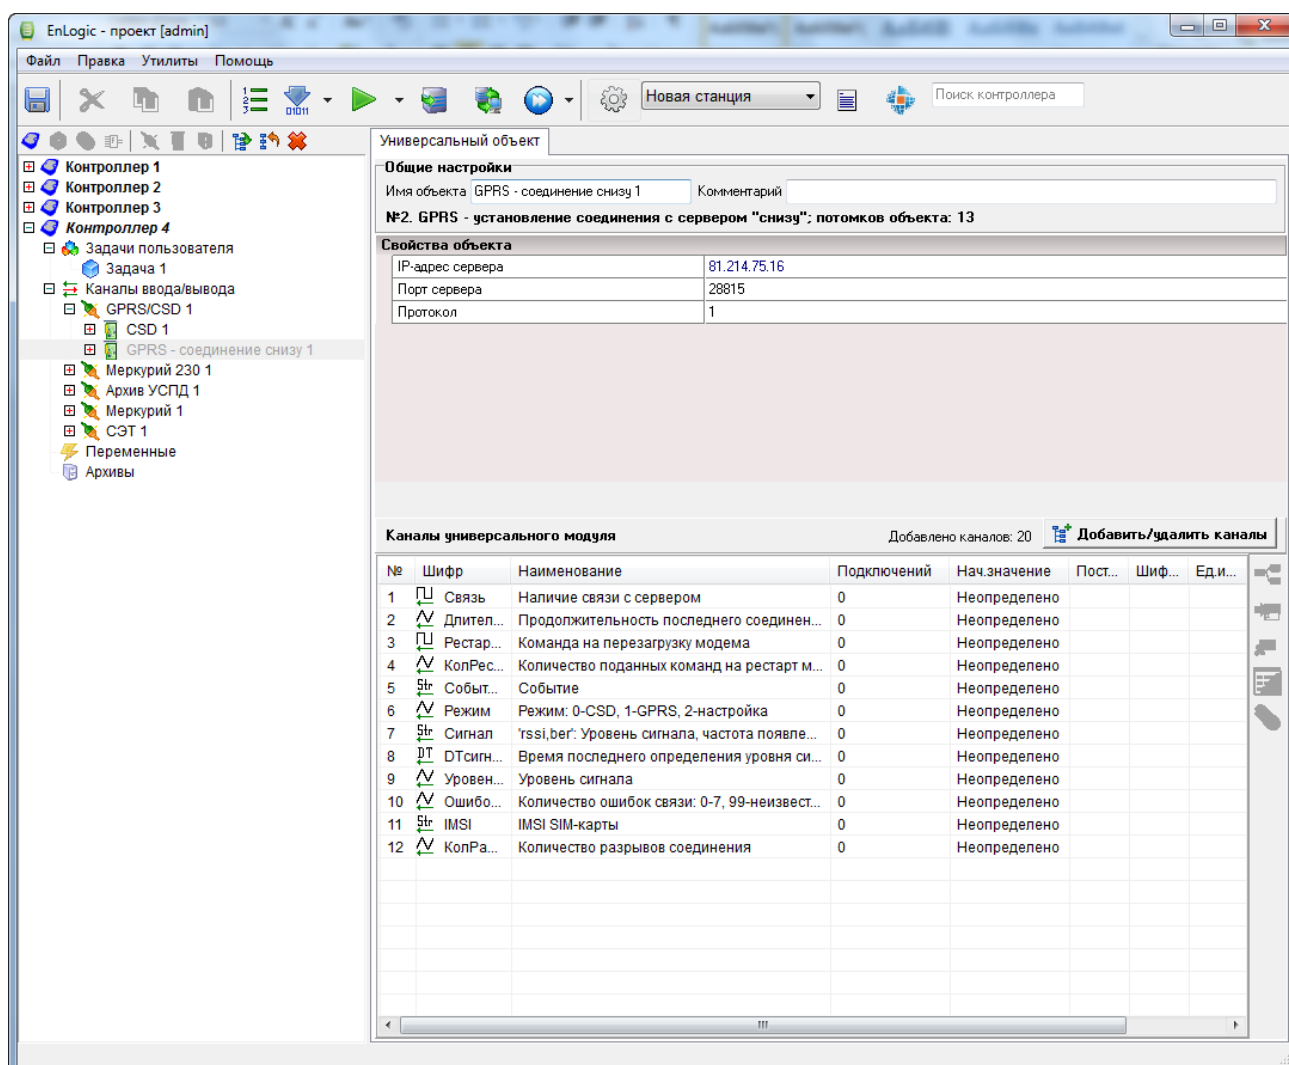 EnLogic - проект [admin]
Файл Правка Утилиты Помощь
Новая станция
Поиск контроллера
Контроллер 1
Контроллер 2
Контроллер 3
Контроллер 4
Задачи пользователя
Задача 1
Каналы ввода/вывода
GPRS/CSD 1
CSD 1
GPRS - соединение снизу 1
Меркурий 230 1
Архив УСПД 1
Меркурий 1
СЭТ 1
Переменные
Архивы
Универсальный объект
Общие настройки
Имя объекта GPRS - соединение снизу 1 Комментарий
№2. GPRS - установление соединения с сервером "снизу"; потомков объекта: 13
Свойства объекта
IP-адрес сервера 81.214.75.16
Порт сервера 28815
Протокол 1
Каналы универсального модуля Добавлено каналов: 20 Добавить/удалить каналы
№ Шифр Наименование Подключений Нач.значение Пост... Шиф... Ед.и...
1 Связь Наличие связи с сервером 0 Неопределено
2 Длител... Продолжительность последнего соединен... 0 Неопределено
3 Рестар... Команда на перезагрузку модема 0 Неопределено
4 КолРес... Количество поданных команд на рестарт м... 0 Неопределено
5 Str Событ... Событие 0 Неопределено
6 Режим Режим: 0-CSD, 1-GPRS, 2-настройка 0 Неопределено
7 Str Сигнал 'rssi,ber': Уровень сигнала, частота появле... 0 Неопределено
8 DT DTсигн... Время последнего определения уровня си... 0 Неопределено
9 Уровен... Уровень сигнала 0 Неопределено
10 Ошибо... Количество ошибок связи: 0-7, 99-неизвест... 0 Неопределено
11 Str IMSI IMSI SIM-карты 0 Неопределено
12 КолРа... Количество разрывов соединения 0 Неопределено